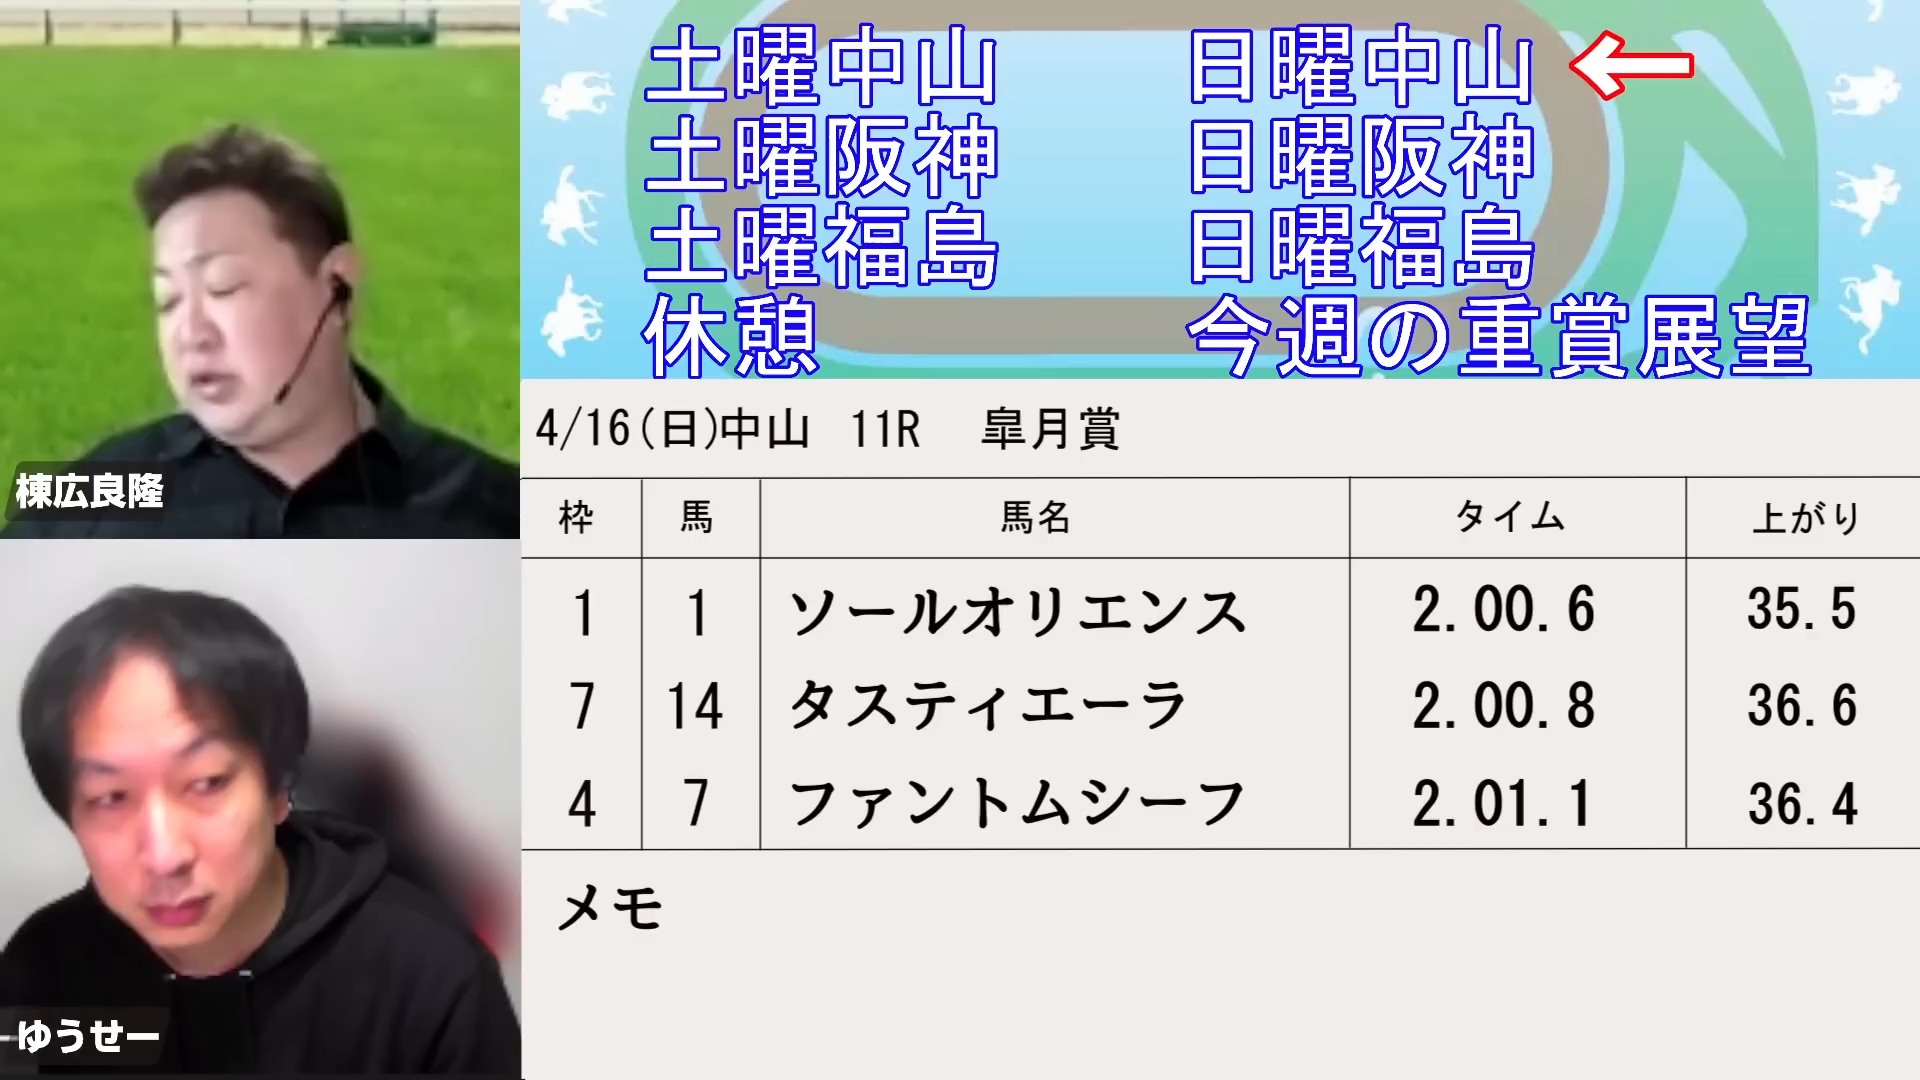 土曜中山 日曜中山
土曜阪神 日曜阪神
土曜福島 日曜福島
休憩 今週の重賞展望
4/16(日)中山 11R 皐月賞
枠 馬 馬名 タイム 上がり
1 1 ソールオリエンス 2.00.6 35.5
7 14 タスティエーラ 2.00.8 36.6
4 7 ファントムシーフ 2.01.1 36.4
メモ
棟広良隆
ゆうせー